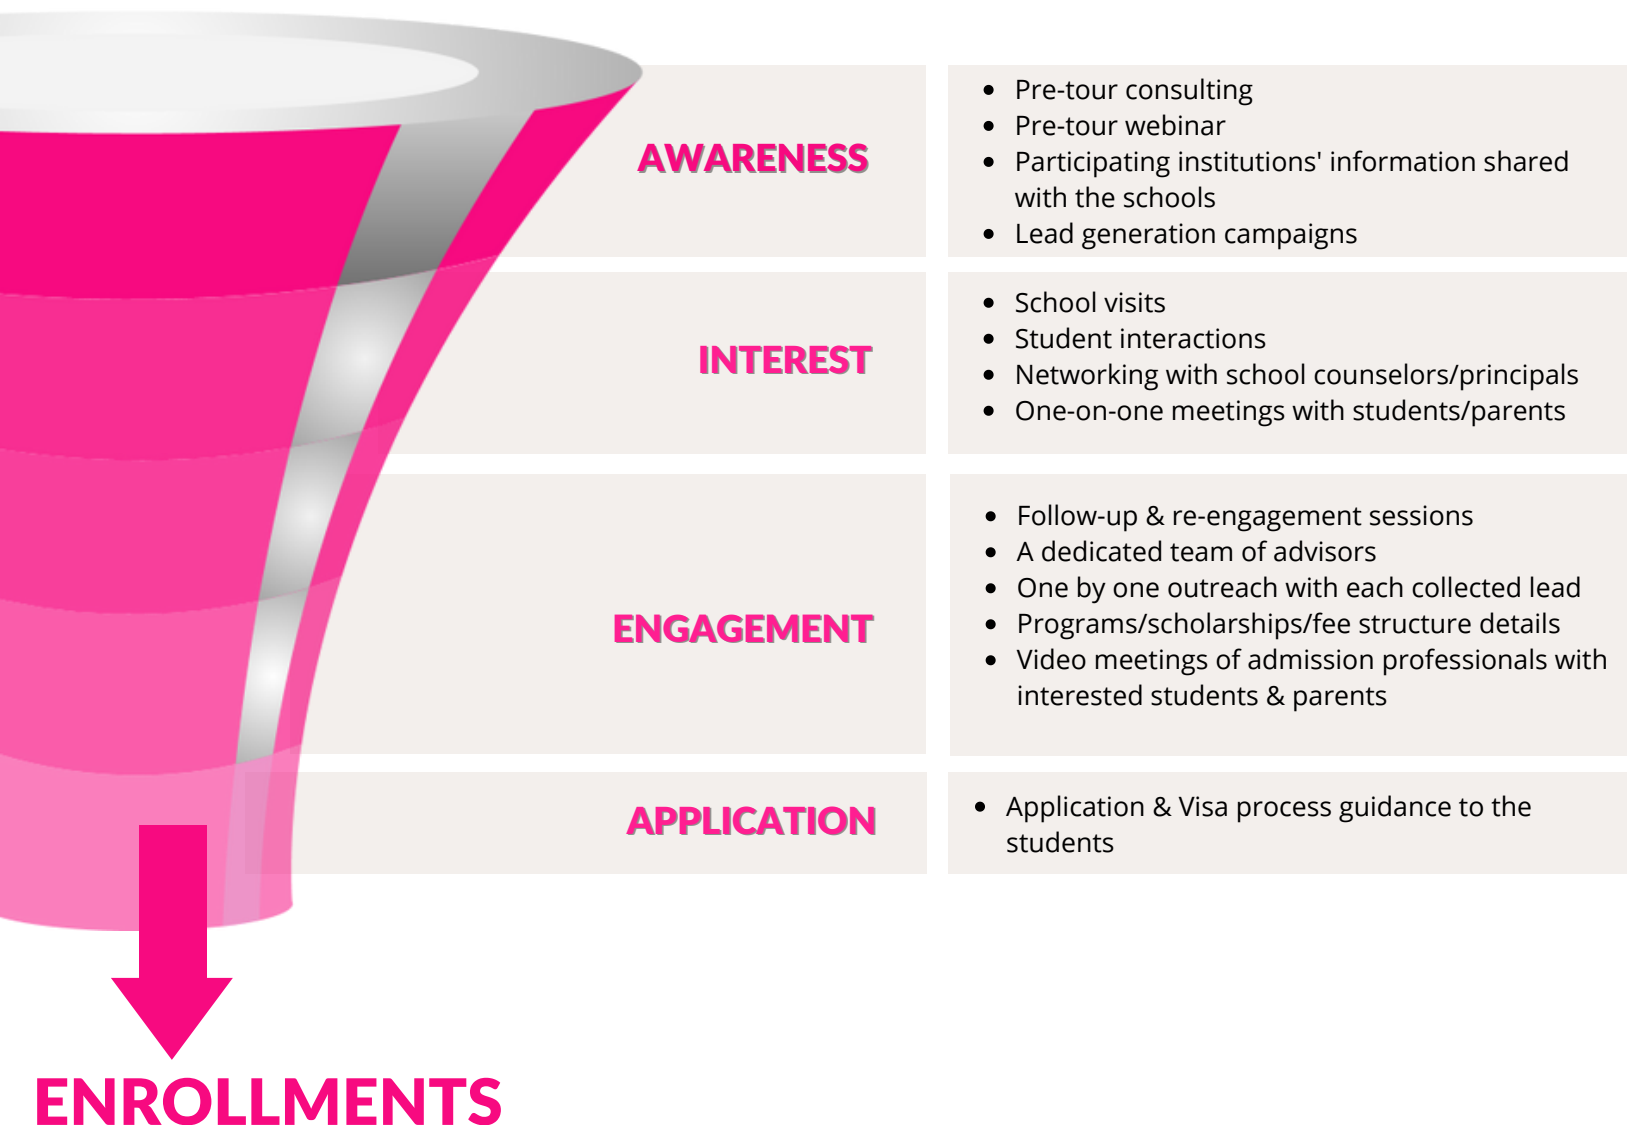 AWARENESS
• Pre-tour consulting
• Pre-tour webinar
• Participating institutions' information shared
with the schools
• Lead generation campaigns
INTEREST
• School visits
• Student interactions
• Networking with school counselors/principals
• One-on-one meetings with students/parents
ENGAGEMENT
• Follow-up & re-engagement sessions
• A dedicated team of advisors
• One by one outreach with each collected lead
• Programs/scholarships/fee structure details
• Video meetings of admission professionals with
interested students & parents
APPLICATION
• Application & Visa process guidance to the
students
ENROLLMENTS